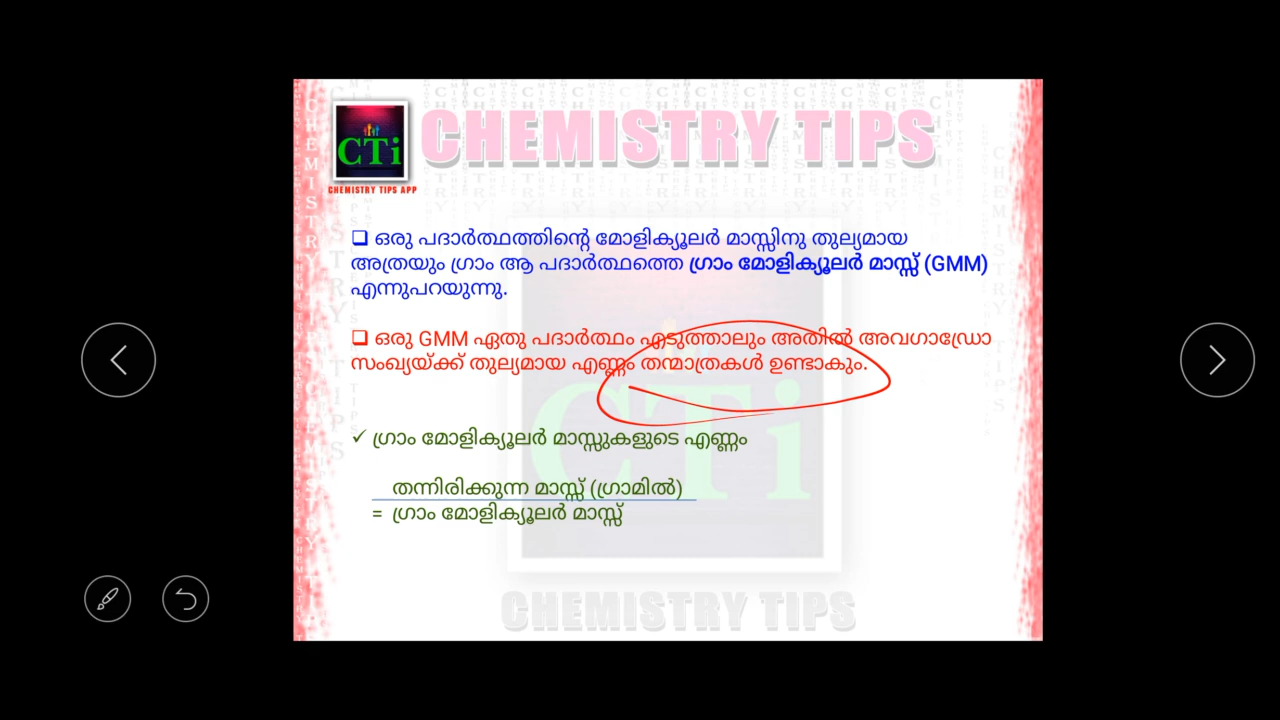 CHEMISTRY TIPS
CTi
CHEMISTRY TIPS APP
❑ ഒരു പദാർത്ഥത്തിന്റെ മോളിക്യൂലർ മാസ്സിനു തുല്യമായ
അത്രയും ഗ്രാം ആ പദാർത്ഥത്തെ ഗ്രാം മോളിക്യൂലർ മാസ്സ് (GMM)
എന്നുപറയുന്നു.
❑ ഒരു GMM ഏതു പദാർത്ഥം എടുത്താലും അതിൽ അവഗാഡ്രോ
സംഖ്യയ്ക്ക് തുല്യമായ എണ്ണം തന്മാത്രകൾ ഉണ്ടാകും.
✓ ഗ്രാം മോളിക്യൂലർ മാസ്സുകളുടെ എണ്ണം
തന്നിരിക്കുന്ന മാസ്സ് (ഗ്രാമിൽ)
= ഗ്രാം മോളിക്യൂലർ മാസ്സ്
CTi
CHEMISTRY TIPS